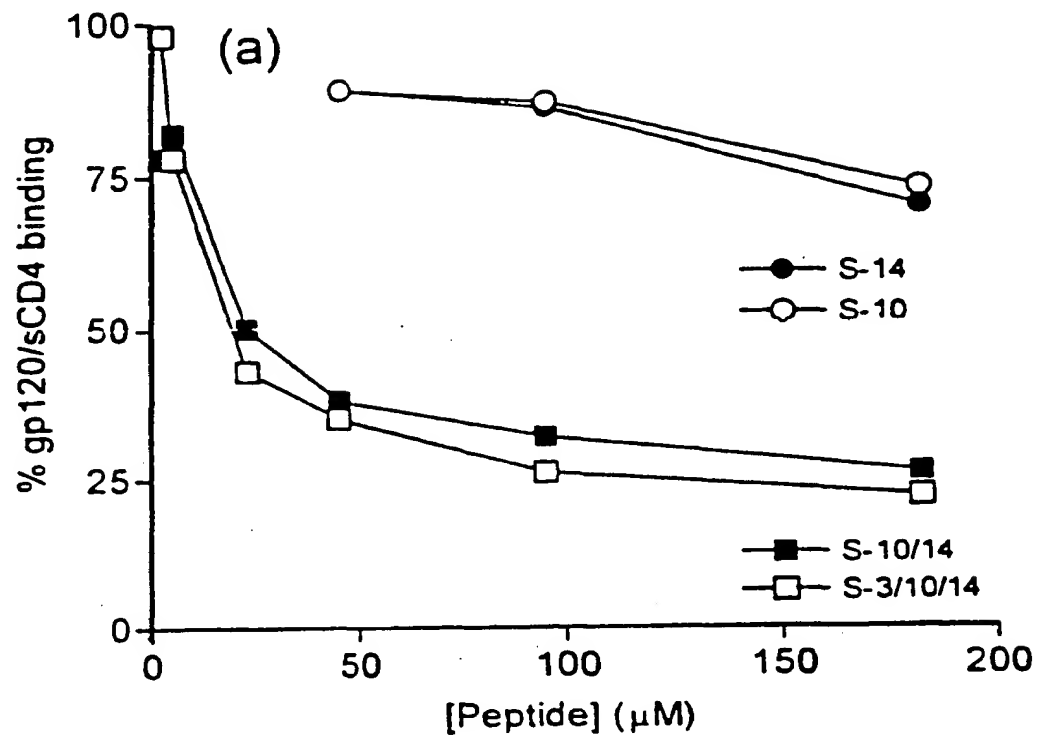 (a)
100
75
50
25
0
% gp120/sCD4 binding
S-14
S-10
S-10/14
S-3/10/14
0 50 100 150 200
[Peptide] (μM)